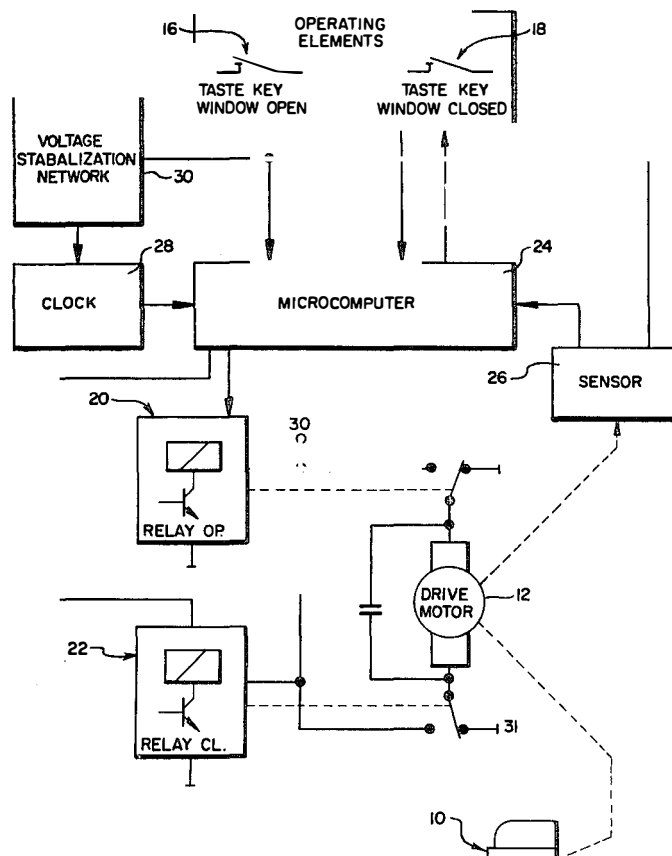 16
OPERATING
ELEMENTS
18
TASTE KEY
WINDOW OPEN
TASTE KEY
WINDOW CLOSED
VOLTAGE
STABALIZATION
NETWORK
30
28
24
CLOCK
MICROCOMPUTER
26
SENSOR
20
30
RELAY OP.
DRIVE
MOTOR
12
22
RELAY CL.
31
10